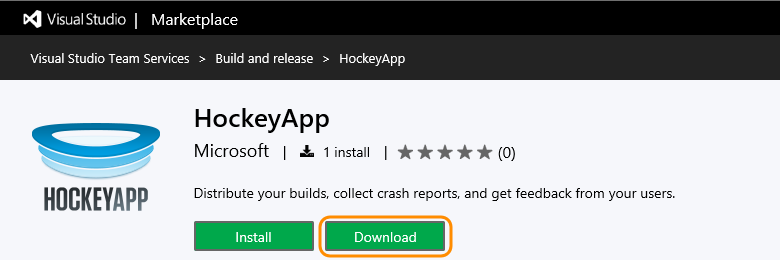 Visual Studio | Marketplace
Visual Studio Team Services > Build and release > HockeyApp
HockeyApp
Microsoft | 1 install | ★★★★★ (0)
HOCKEYAPP
Distribute your builds, collect crash reports, and get feedback from your users.
Install Download